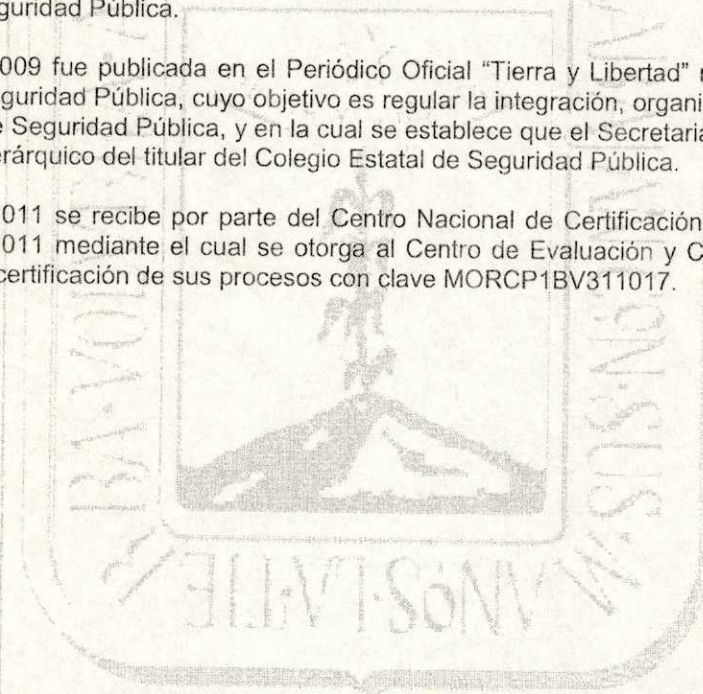 guridad Pública.
009 fue publicada en el Periódico Oficial “Tierra y Libertad”
guridad Pública, cuyo objetivo es regular la integración, organi
e Seguridad Pública, y en la cual se establece que el Secretaria
erárquico del titular del Colegio Estatal de Seguridad Pública.
011 se recibe por parte del Centro Nacional de Certificación
011 mediante el cual se otorga al Centro de Evaluación y C
certificación de sus procesos con clave MORCP1BV311017.